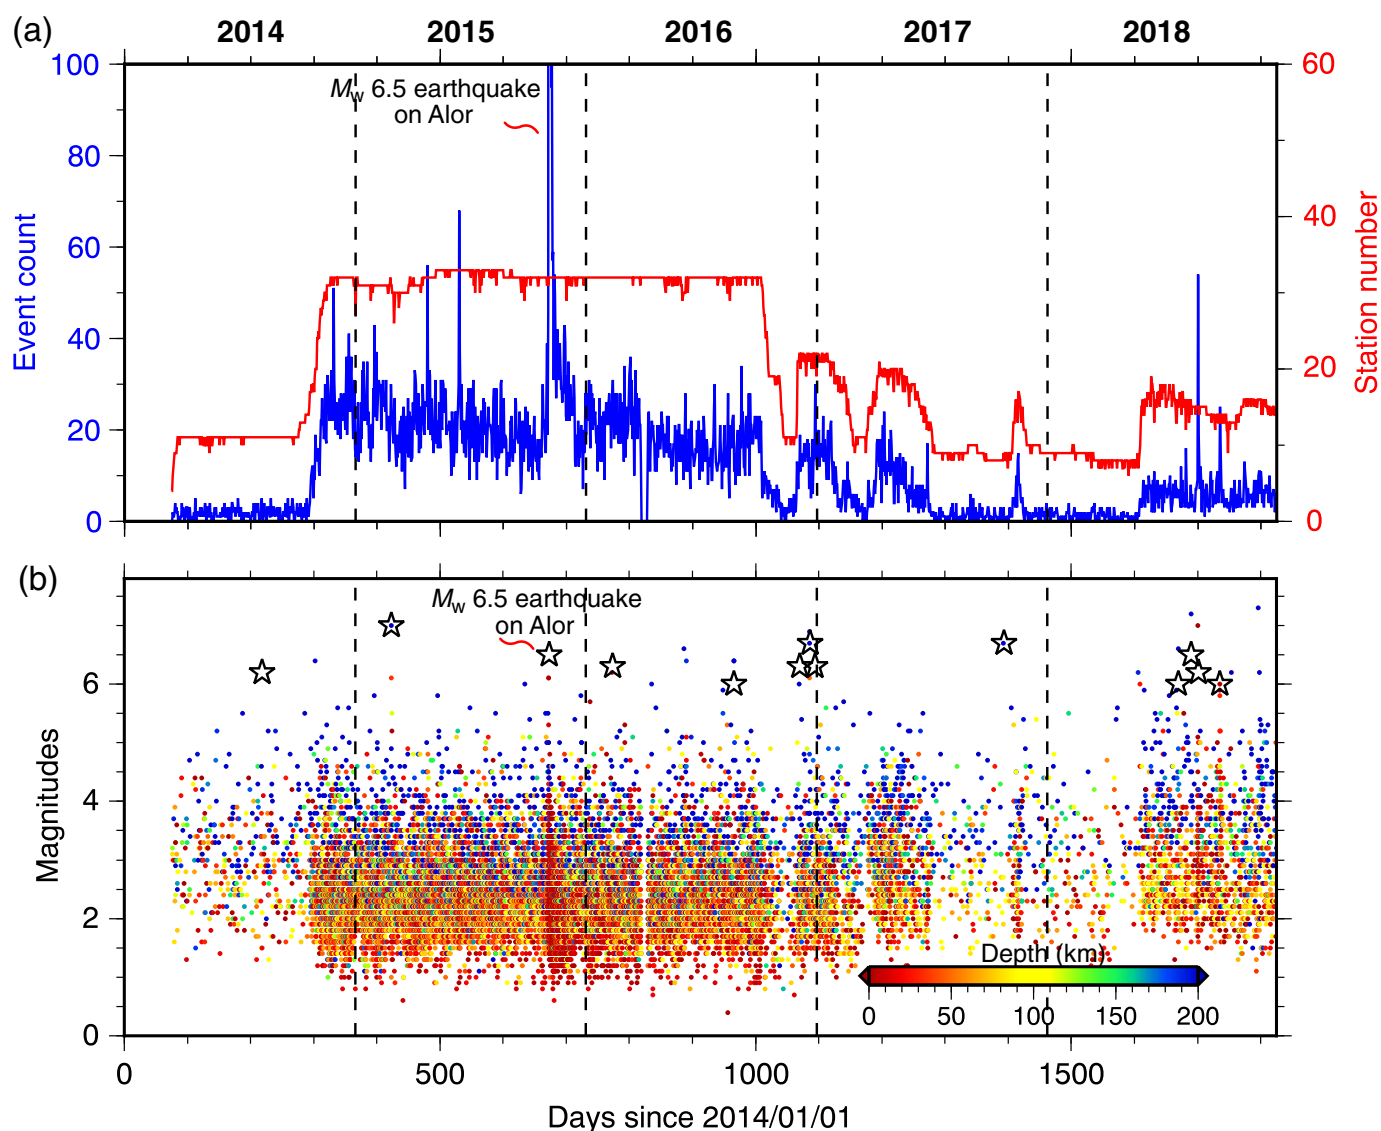 (a)
2014 2015 2016 2017 2018
100 60
Mw 6.5 earthquake
on Alor
80
60 40
40
20
20
0 0
Event count
Station number
(b)
Mw 6.5 earthquake
on Alor
6
4
2
0
Magnitudes
Depth (km)
0 50 100 150 200
0 500 1000 1500
Days since 2014/01/01